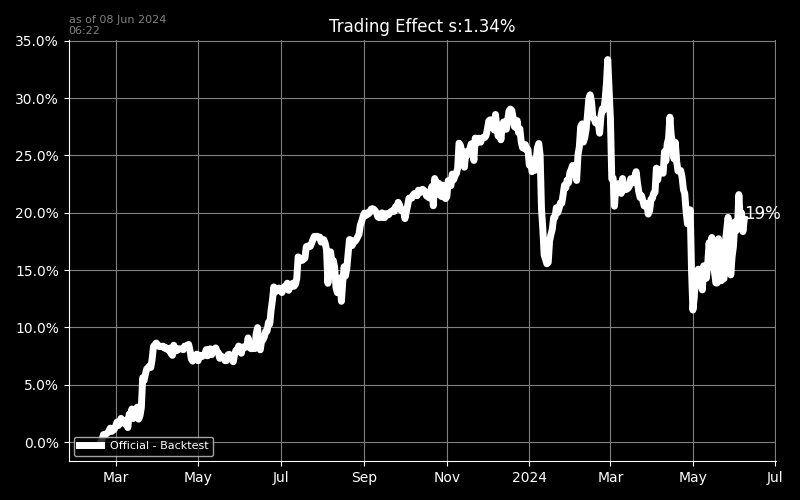 as of 08 Jun 2024
06:22
Trading Effect s:1.34%
35.0%
30.0%
25.0%
20.0%
15.0%
10.0%
5.0%
0.0%
19%
Official - Backtest
Mar
May
Jul
Sep
Nov
2024
Mar
May
Jul